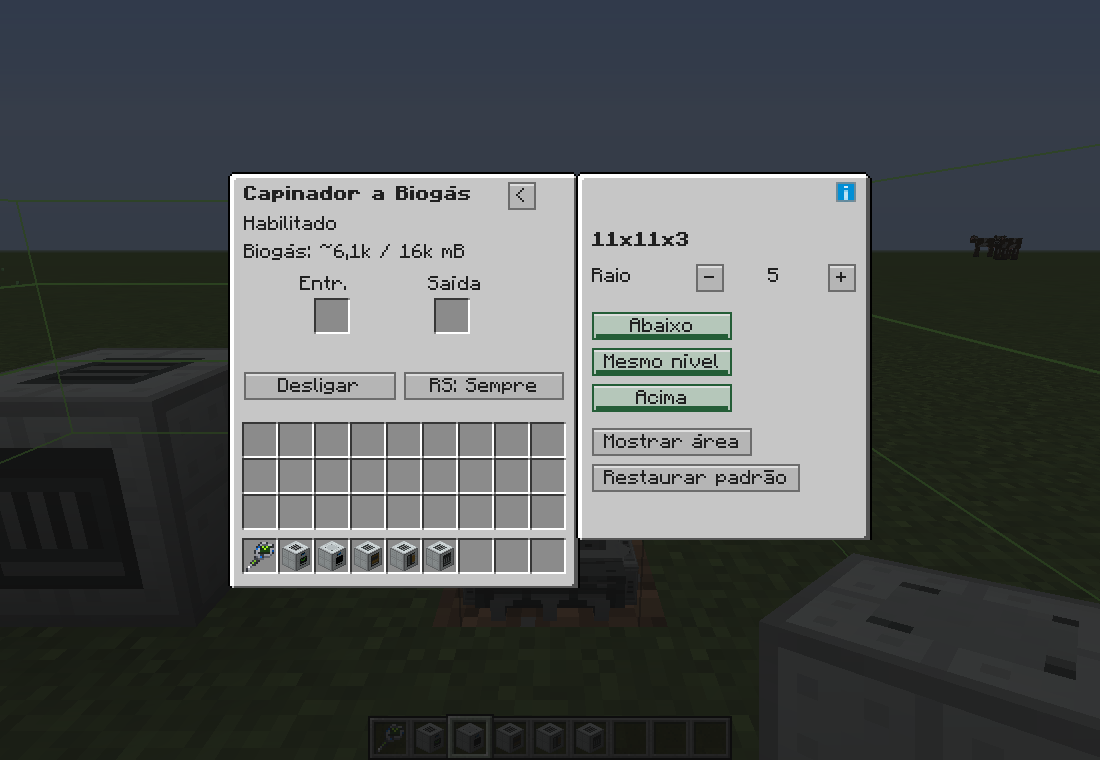 Capinador a Biogás
<
Habilitado
Biogás: ~6,1k / 16k mB
Entr.
Saída
Desligar
RS: Sempre
i
11x11x3
Raio
-
5
+
Abaixo
Mesmo nível
Acima
Mostrar área
Restaurar padrão